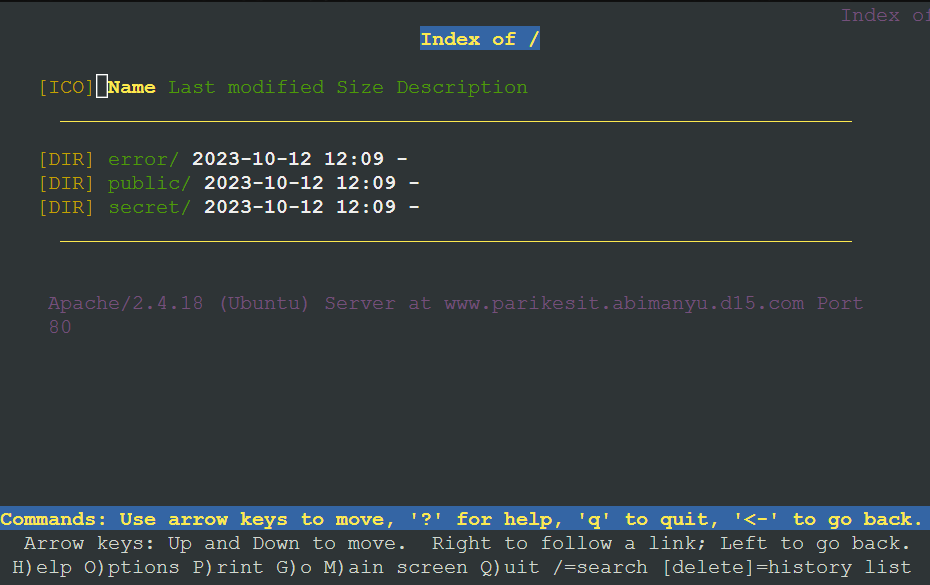 Index of
Index of /
[ICO] Name Last modified Size Description
[DIR] error/ 2023-10-12 12:09 -
[DIR] public/ 2023-10-12 12:09 -
[DIR] secret/ 2023-10-12 12:09 -
Apache/2.4.18 (Ubuntu) Server at www.parikesit.abimanyu.d15.com Port
80
Commands: Use arrow keys to move, '?' for help, 'q' to quit, '<-' to go back.
Arrow keys: Up and Down to move.  Right to follow a link; Left to go back.
H)elp O)ptions P)rint G)o M)ain screen Q)uit /=search [delete]=history list